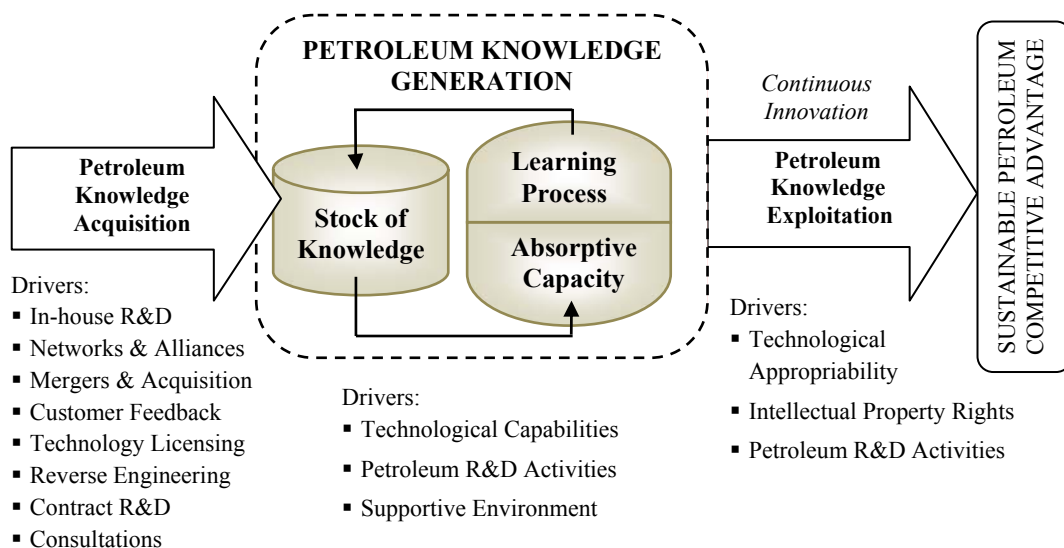 PETROLEUM KNOWLEDGE
GENERATION
Petroleum
Knowledge
Acquisition
Stock of
Knowledge
Learning
Process
Absorptive
Capacity
Continuous
Innovation
Petroleum
Knowledge
Exploitation
SUSTAINABLE PETROLEUM
COMPETITIVE ADVANTAGE
Drivers:
▪ In-house R&D
▪ Networks & Alliances
▪ Mergers & Acquisition
▪ Customer Feedback
▪ Technology Licensing
▪ Reverse Engineering
▪ Contract R&D
▪ Consultations
Drivers:
▪ Technological Capabilities
▪ Petroleum R&D Activities
▪ Supportive Environment
Drivers:
▪ Technological
Appropriability
▪ Intellectual Property Rights
▪ Petroleum R&D Activities